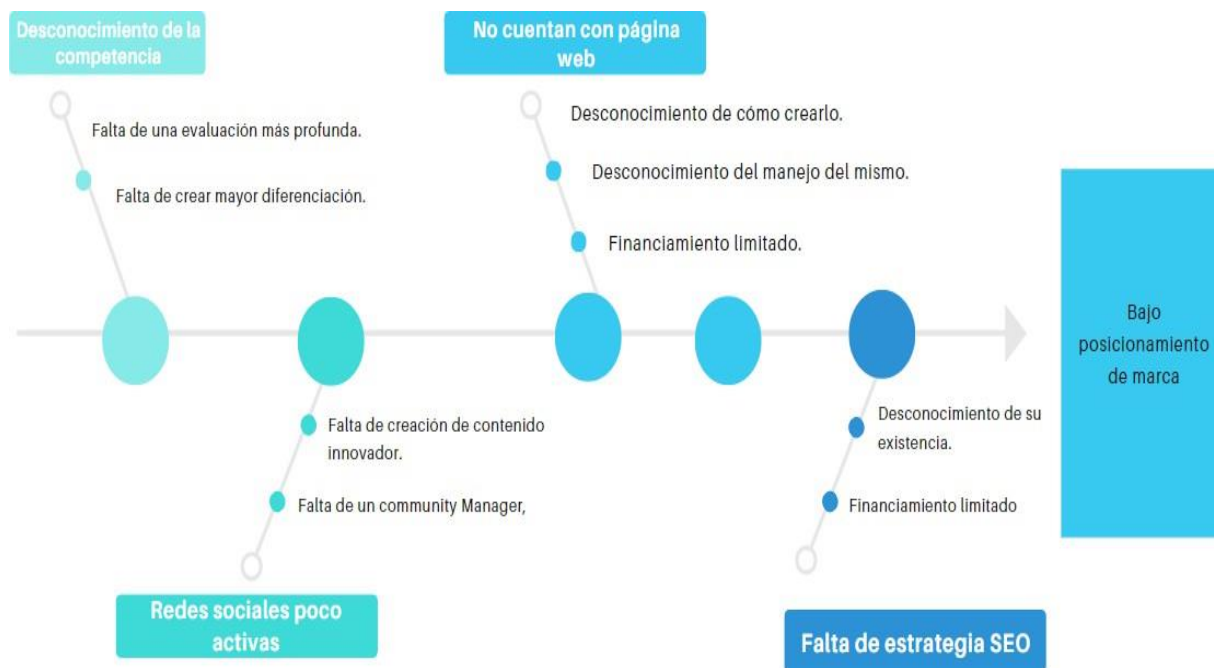 Desconocimiento de la
competencia
No cuentan con página
web
Falta de una evaluación más profunda.
Falta de crear mayor diferenciación.
Desconocimiento de cómo crearlo.
Desconocimiento del manejo del mismo.
Financiamiento limitado.
Bajo
posicionamiento
de marca
Falta de creación de contenido
innovador.
Falta de un community Manager,
Desconocimiento de su
existencia.
Financiamiento limitado
Redes sociales poco
activas
Falta de estrategia SEO